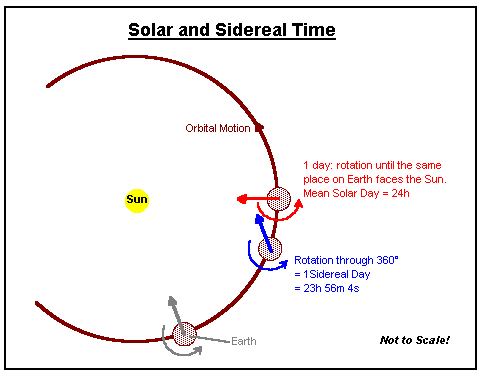 Solar and Sidereal Time
Orbital Motion
1 day: rotation until the same
place on Earth faces the Sun.
Mean Solar Day = 24h
Sun
Rotation through 360°
= 1Sidereal Day
= 23h 56m 4s
Earth
Not to Scale!